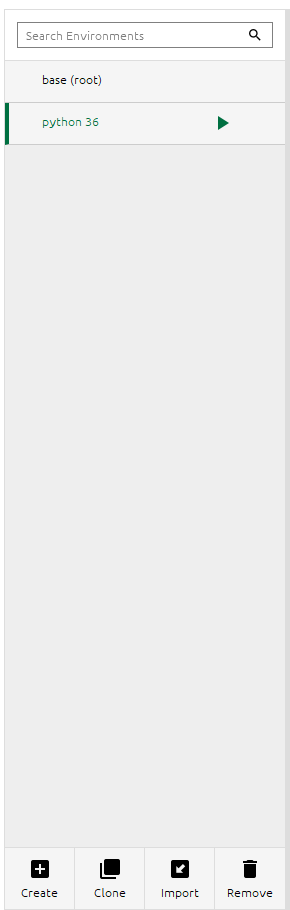 Search Environments
base (root)
python 36
Create
Clone
Import
Remove